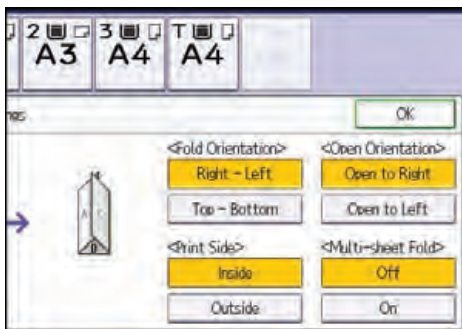 2 3 T
A3 A4 A4
OK
<Fold Orientation> <Open Orientation>
Right - Left Open to Right
Top - Bottom Open to Left
<Print Side> <Multi-sheet Fold>
Inside Off
Outside On